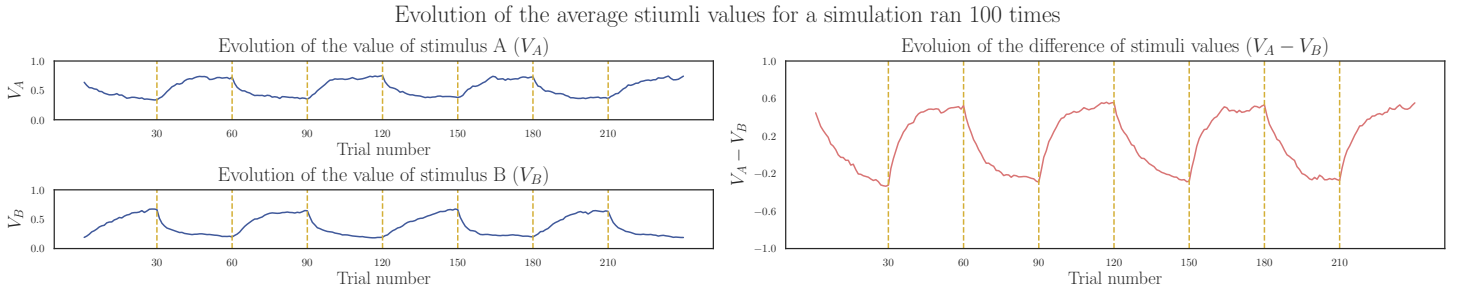 Evolution of the average stiumli values for a simulation ran 100 times
Evolution of the value of stimulus A (V_A)
V_A
1.0
0.5
0.0
30 60 90 120 150 180 210
Trial number
Evolution of the value of stimulus B (V_B)
V_B
1.0
0.5
0.0
30 60 90 120 150 180 210
Trial number
Evoluion of the difference of stimuli values (V_A − V_B)
V_A − V_B
1.0
0.6
0.2
−0.2
−0.6
−1.0
30 60 90 120 150 180 210
Trial number